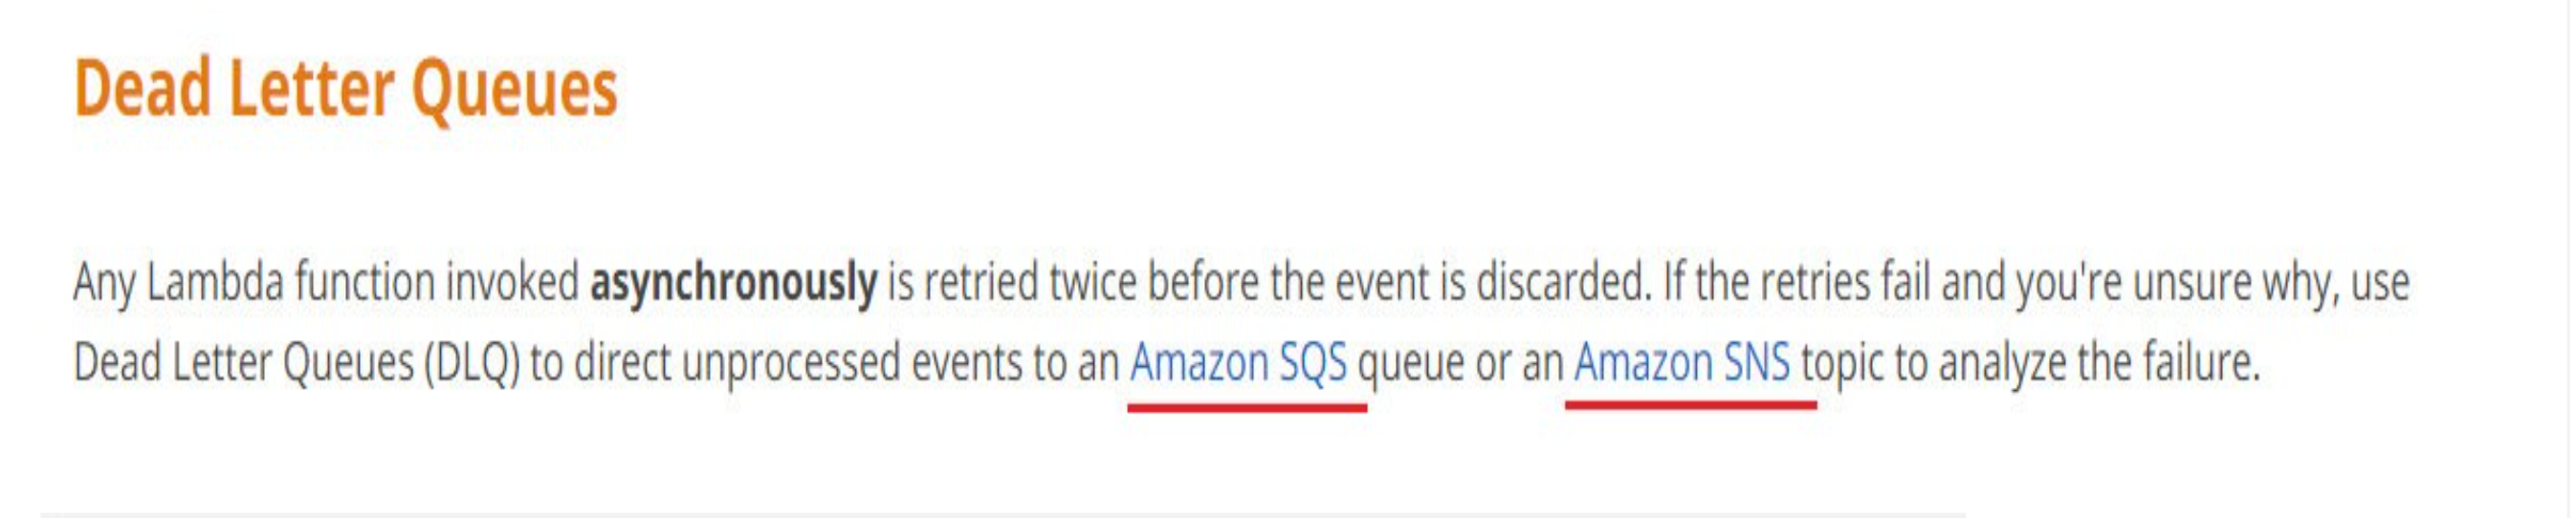 Dead Letter Queues
Any Lambda function invoked asynchronously is retried twice before the event is discarded. If the retries fail and you're unsure why, use
Dead Letter Queues (DLQ) to direct unprocessed events to an Amazon SQS queue or an Amazon SNS topic to analyze the failure.